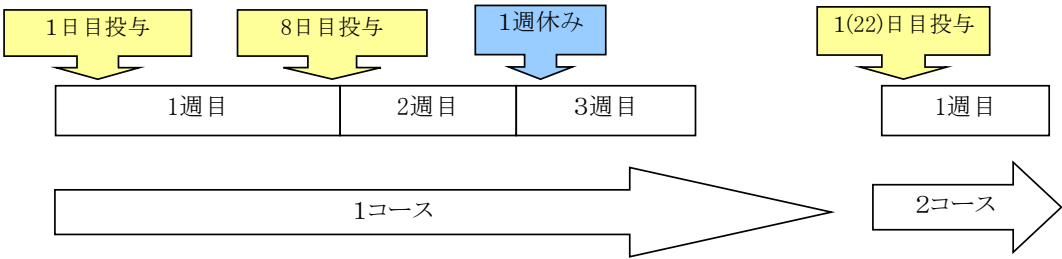 １日目投与
8日目投与
1週休み
1(22)日目投与
1週目
2週目
３週目
1週目
１コース
２コース